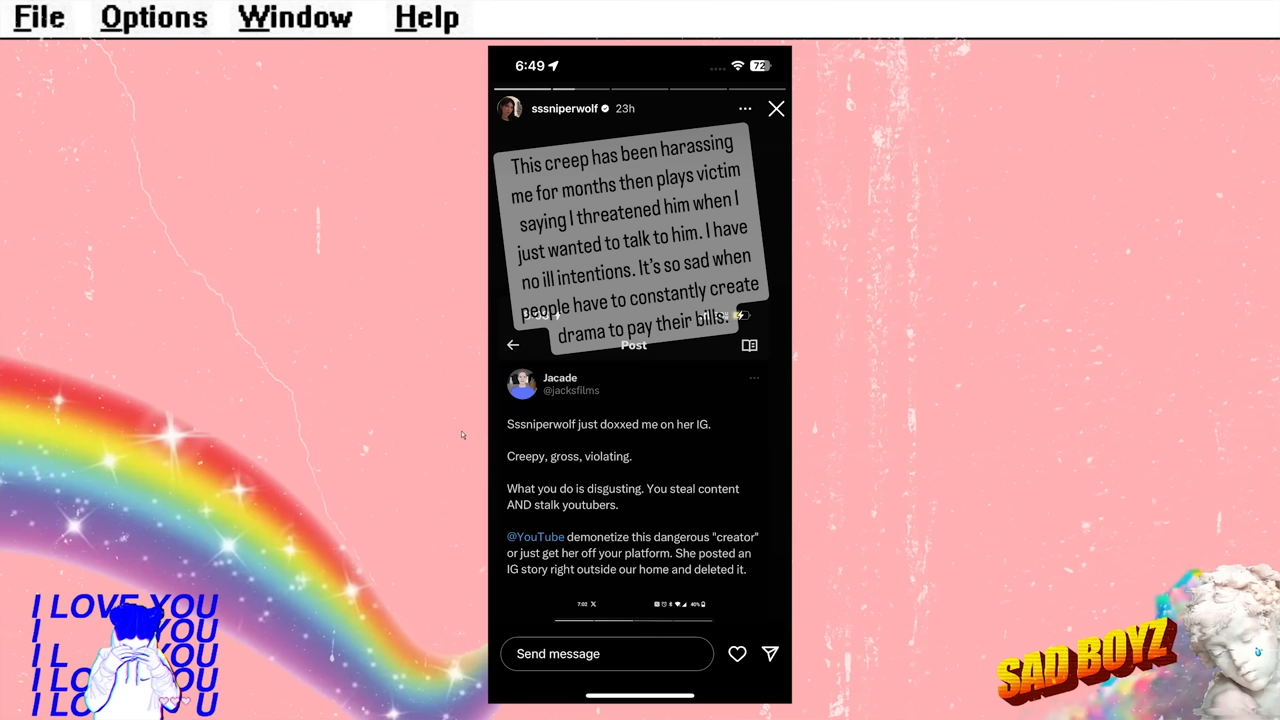 File Options Window Help
6:49 72
sssniperwolf 23h
This creep has been harassing
me for months then plays victim
saying I threatened him when I
just wanted to talk to him. I have
no ill intentions. It's so sad when
people have to constantly create
drama to pay their bills.
Post
Jacade
@jacksfilms
Sssniperwolf just doxxed me on her IG.
Creepy, gross, violating.
What you do is disgusting. You steal content
AND stalk youtubers.
@YouTube demonetize this dangerous "creator"
or just get her off your platform. She posted an
IG story right outside our home and deleted it.
7:02 X 40%
Send message
I LOVE YOU
I YOU
I L YOU
I LO YOU
I LO U
SAD BOYZ